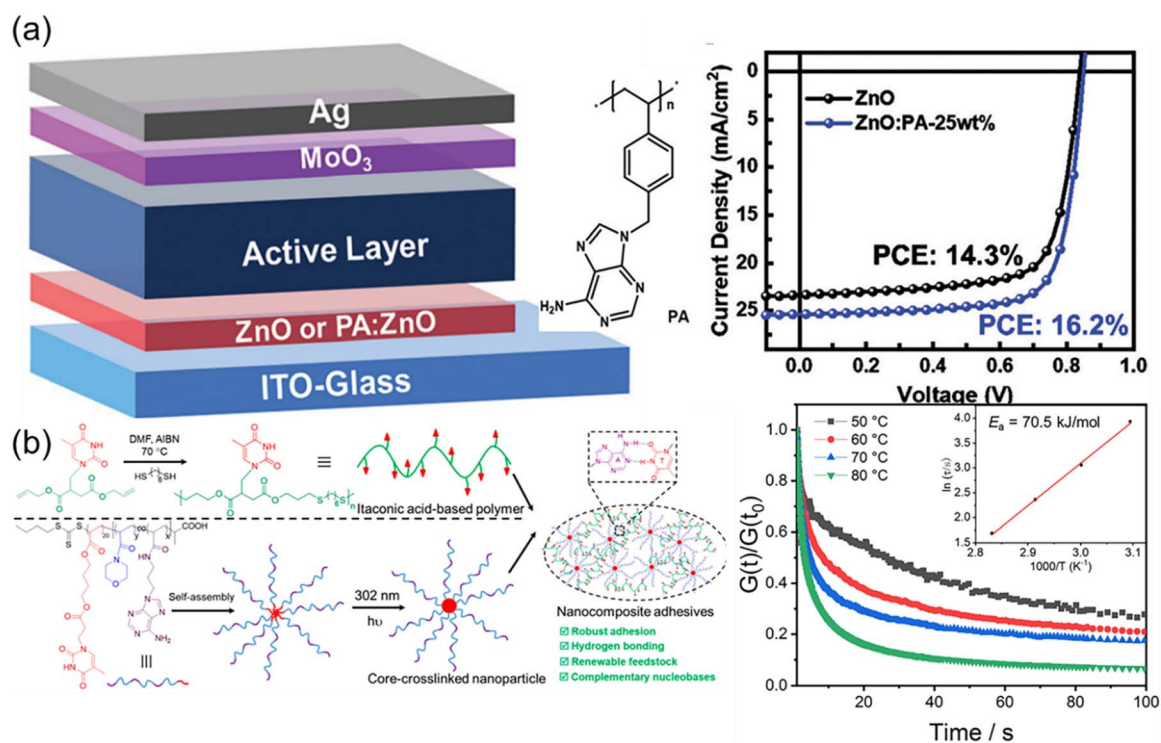 (a)
Ag
MoO₃
Active Layer
ZnO or PA:ZnO
ITO-Glass
n
N
N
N
N
H₂N
PA
Current Density (mA/cm²)
0
5
10
15
20
25
ZnO
ZnO:PA-25wt%
PCE: 14.3%
PCE: 16.2%
0.0
0.2
0.4
0.6
0.8
1.0
Voltage (V)
(b)
DMF, AIBN
70 °C
HS SH
6
Itaconic acid-based polymer
COOH
20
Self-assembly
302 nm
hυ
Core-crosslinked nanoparticle
A
T
Nanocomposite adhesives
Robust adhesion
Hydrogen bonding
Renewable feedstock
Complementary nucleobases
G(t)/G(t₀)
1.0
0.8
0.6
0.4
0.2
0.0
50 °C
60 °C
70 °C
80 °C
Eₐ = 70.5 kJ/mol
ln (τ/s)
4.0
3.5
3.0
2.5
2.0
1.5
2.9
3.0
3.1
1000/T (K⁻¹)
0
20
40
60
80
100
Time / s